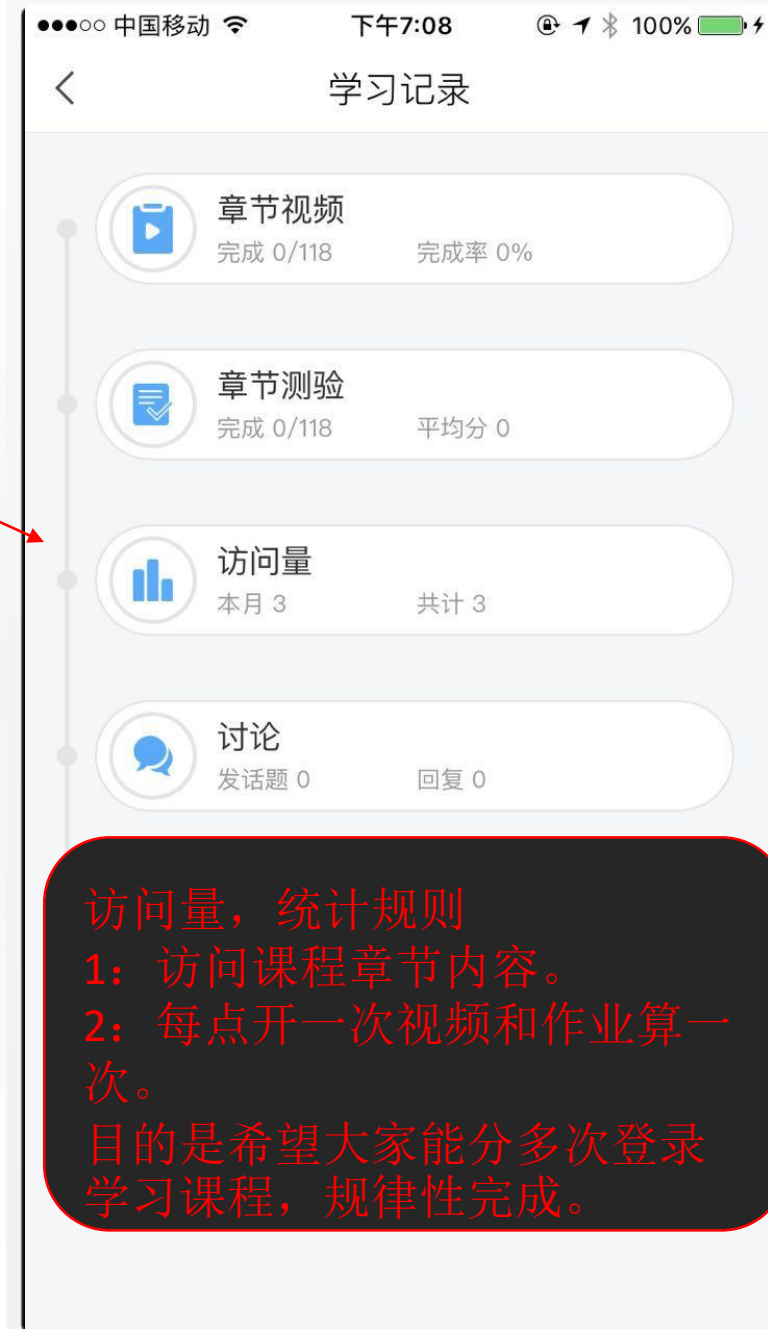 中国移动 下午7:08 100%
学习记录
章节视频
完成 0/118 完成率 0%
章节测验
完成 0/118 平均分 0
访问量
本月 3 共计 3
讨论
发话题 0 回复 0
访问量，统计规则
1：访问课程章节内容。
2：每点开一次视频和作业算一
次。
目的是希望大家能分多次登录
学习课程，规律性完成。